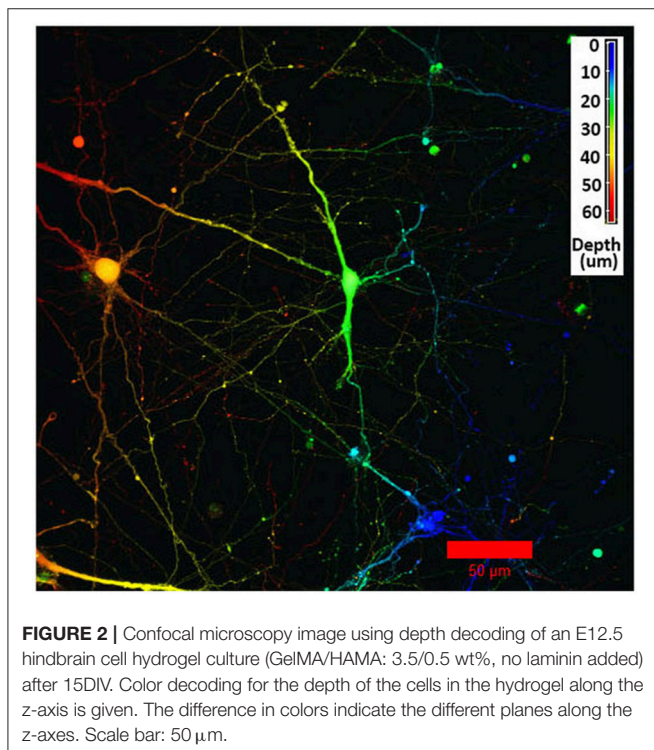 0
10
20
30
40
50
60
Depth
(um)
50 µm
FIGURE 2 | Confocal microscopy image using depth decoding of an E12.5
hindbrain cell hydrogel culture (GelMA/HAMA: 3.5/0.5 wt%, no laminin added)
after 15DIV. Color decoding for the depth of the cells in the hydrogel along the
z-axis is given. The difference in colors indicate the different planes along the
z-axes. Scale bar: 50 µm.